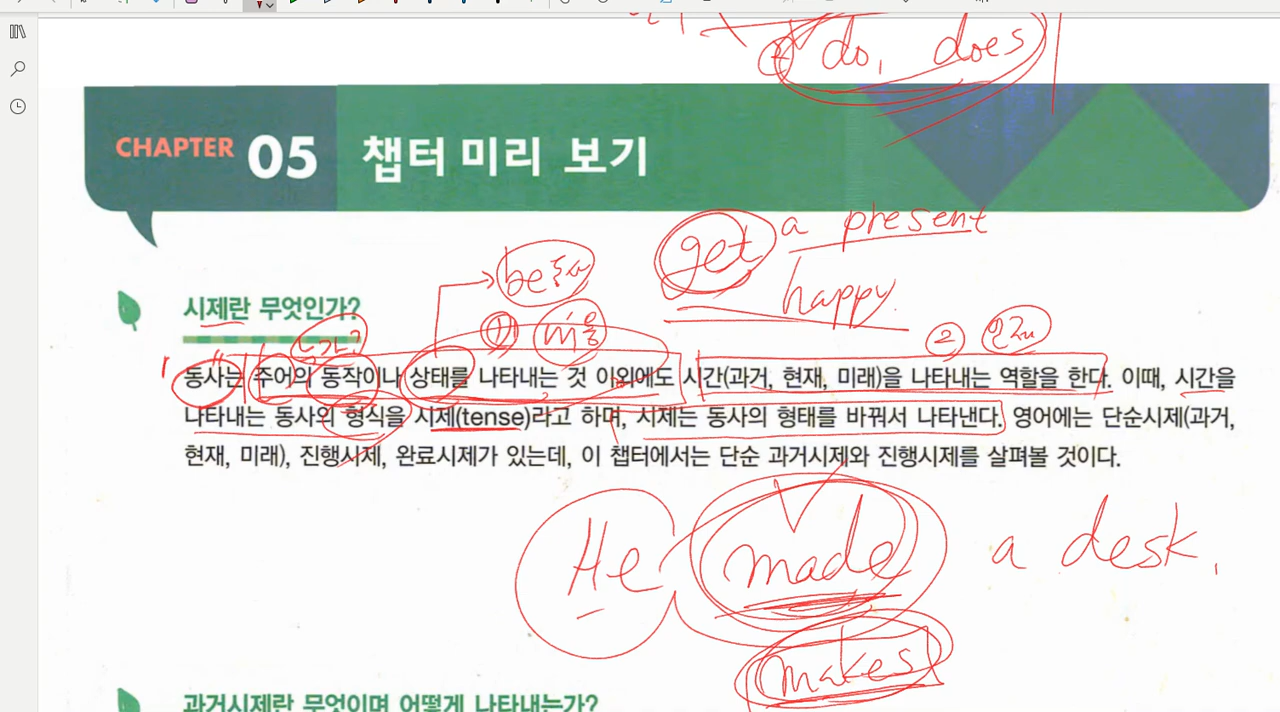 ② do, does
CHAPTER 05 챕터 미리 보기
get a present
be동사
happy
시제란 무엇인가?
누가?
①
②
동사는 주어의 동작이나 상태를 나타내는 것 이외에도 시간(과거, 현재, 미래)을 나타내는 역할을 한다. 이때, 시간을
나타내는 동사의 형식을 시제(tense)라고 하며, 시제는 동사의 형태를 바꿔서 나타낸다. 영어에는 단순시제(과거,
현재, 미래), 진행시제, 완료시제가 있는데, 이 챕터에서는 단순 과거시제와 진행시제를 살펴볼 것이다.
He made a desk.
makes
과거시제란 무엇이며 어떻게 나타내는가?